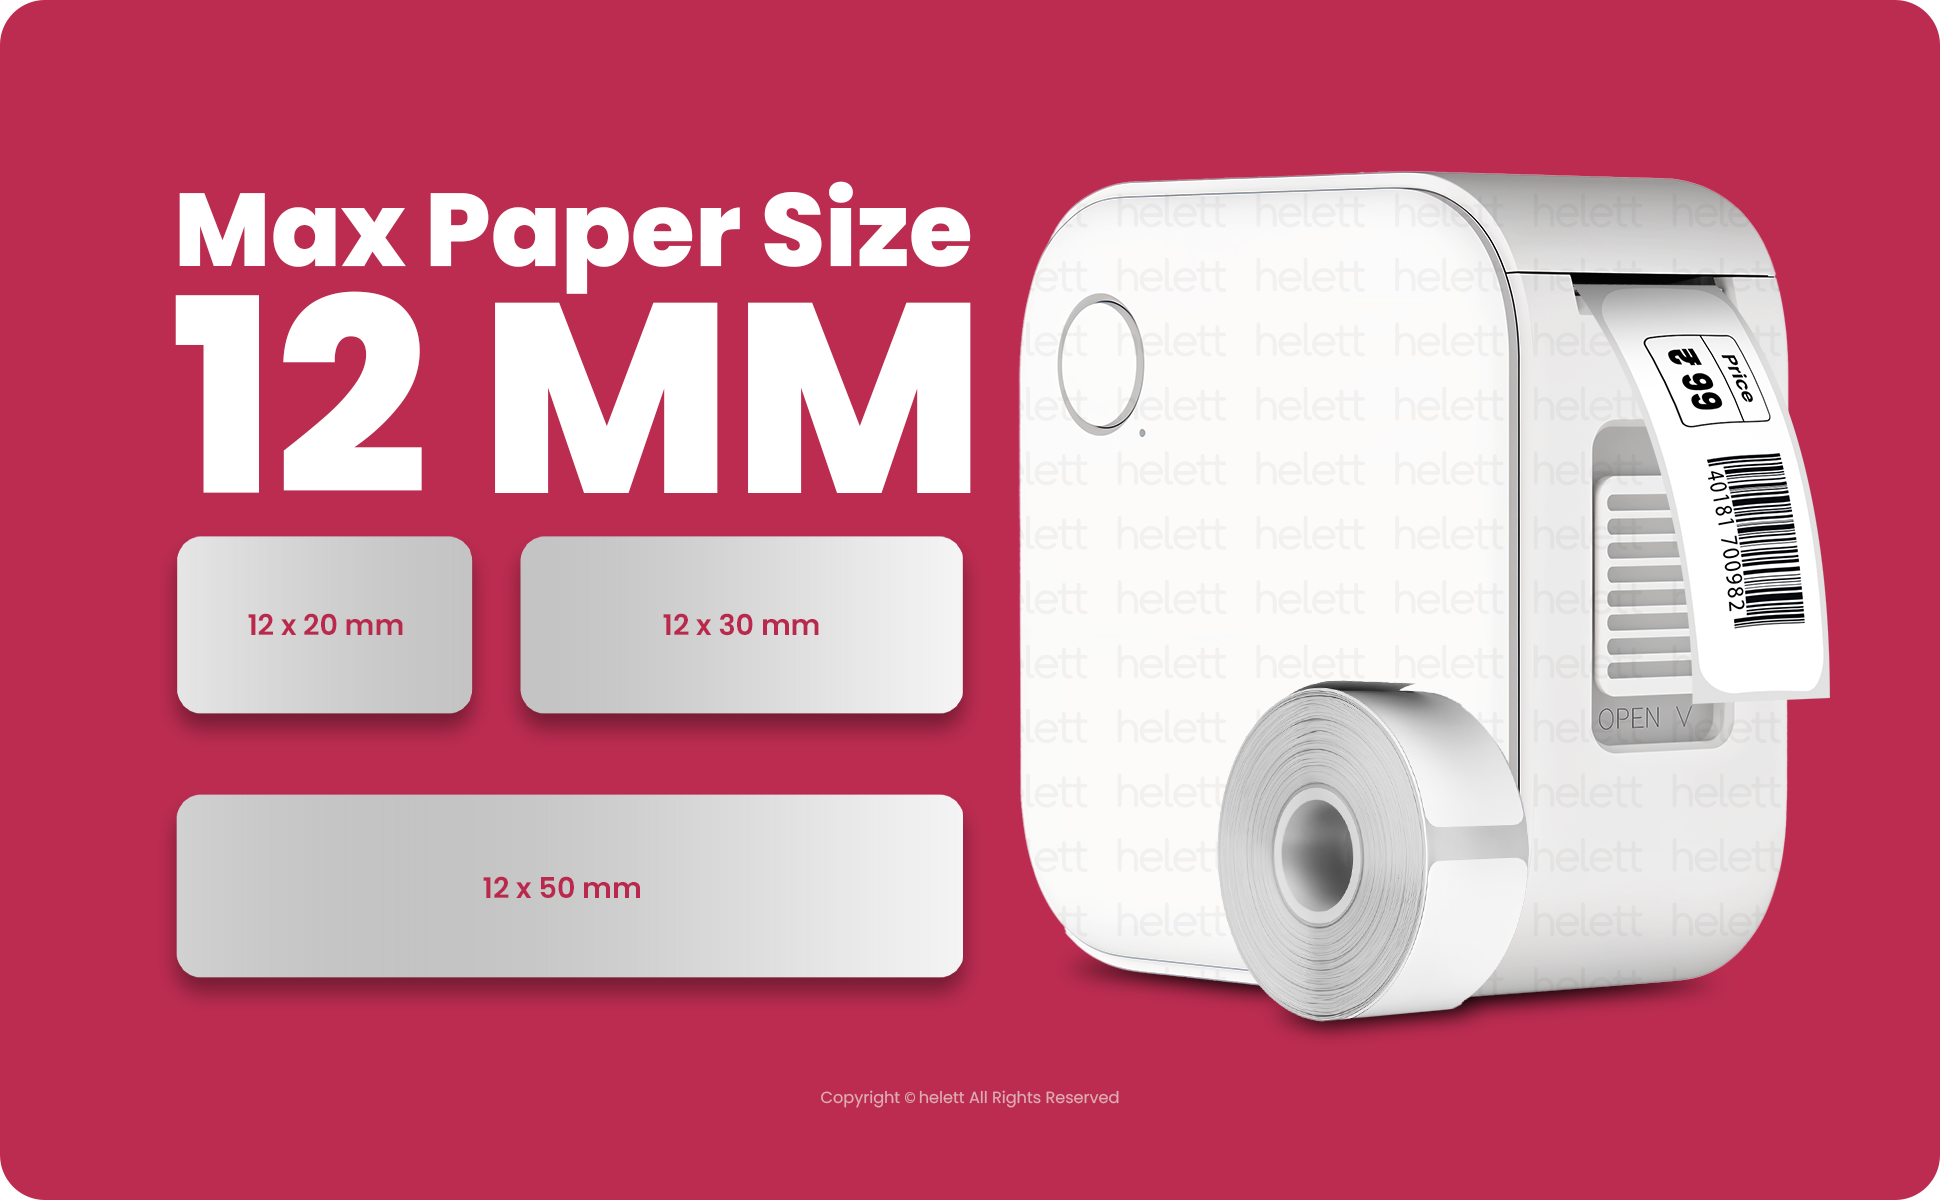 Max Paper Size
12 MM
12 x 20 mm
12 x 30 mm
12 x 50 mm
Price
₹ 99
40181 700982
OPEN V
helett
Copyright © helett All Rights Reserved